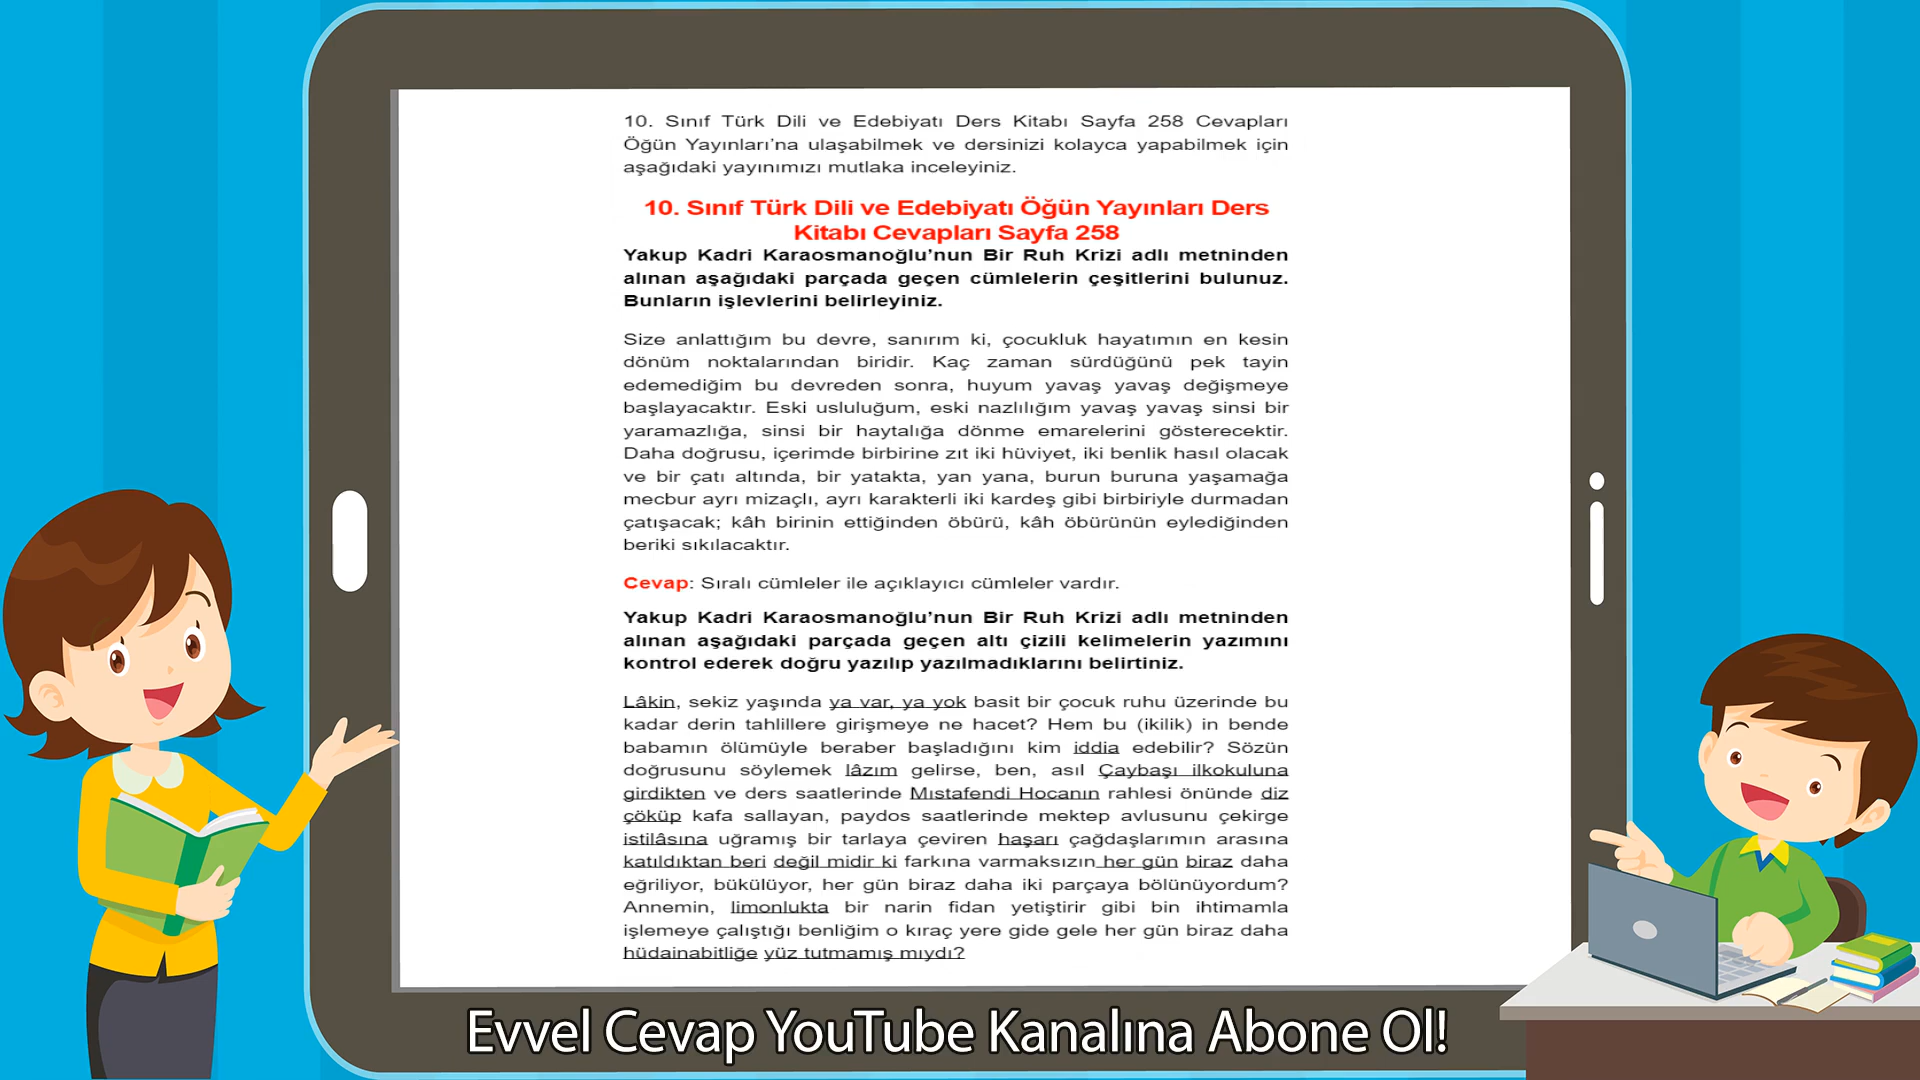 10. Sınıf Türk Dili ve Edebiyatı Ders Kitabı Sayfa 258 Cevapları
Öğün Yayınları’na ulaşabilmek ve dersinizi kolayca yapabilmek için
aşağıdaki yayınımızı mutlaka inceleyiniz.
10. Sınıf Türk Dili ve Edebiyatı Öğün Yayınları Ders
Kitabı Cevapları Sayfa 258
Yakup Kadri Karaosmanoğlu’nun Bir Ruh Krizi adlı metninden
alınan aşağıdaki parçada geçen cümlelerin çeşitlerini bulunuz.
Bunların işlevlerini belirleyiniz.
Size anlattığım bu devre, sanırım ki, çocukluk hayatımın en kesin
dönüm noktalarından biridir. Kaç zaman sürdüğünü pek tayin
edemediğim bu devreden sonra, huyum yavaş yavaş değişmeye
başlayacaktır. Eski usluluğum, eski nazlılığım yavaş yavaş sinsi bir
yaramazlığa, sinsi bir haytalığa dönme emarelerini gösterecektir.
Daha doğrusu, içerimde birbirine zıt iki hüviyet, iki benlik hasıl olacak
ve bir çatı altında, bir yatakta, yan yana, burun buruna yaşamağa
mecbur ayrı mizaçlı, ayrı karakterli iki kardeş gibi birbiriyle durmadan
çatışacak; kâh birinin ettiğinden öbürü, kâh öbürünün eylediğinden
beriki sıkılacaktır.
Cevap: Sıralı cümleler ile açıklayıcı cümleler vardır.
Yakup Kadri Karaosmanoğlu’nun Bir Ruh Krizi adlı metninden
alınan aşağıdaki parçada geçen altı çizili kelimelerin yazımını
kontrol ederek doğru yazılıp yazılmadıklarını belirtiniz.
Lâkin, sekiz yaşında ya var, ya yok basit bir çocuk ruhu üzerinde bu
kadar derin tahlillere girişmeye ne hacet? Hem bu (ikilik) in bende
babamın ölümüyle beraber başladığını kim iddia edebilir? Sözün
doğrusunu söylemek lâzım gelirse, ben, asıl Çaybaşı ilkokuluna
girdikten ve ders saatlerinde Mıstafendi Hocanın rahlesi önünde diz
çöküp kafa sallayan, paydos saatlerinde mektep avlusunu çekirge
istilâsına uğramış bir tarlaya çeviren haşarı çağdaşlarımın arasına
katıldıktan beri değil midir ki farkına varmaksızın her gün biraz daha
eğriliyor, bükülüyor, her gün biraz daha iki parçaya bölünüyordum?
Annemin, limonlukta bir narin fidan yetiştirir gibi bin ihtimamla
işlemeye çalıştığı benliğim o kıraç yere gide gele her gün biraz daha
hüdainabitliğe yüz tutmamış mıydı?
Evvel Cevap YouTube Kanalına Abone Ol!